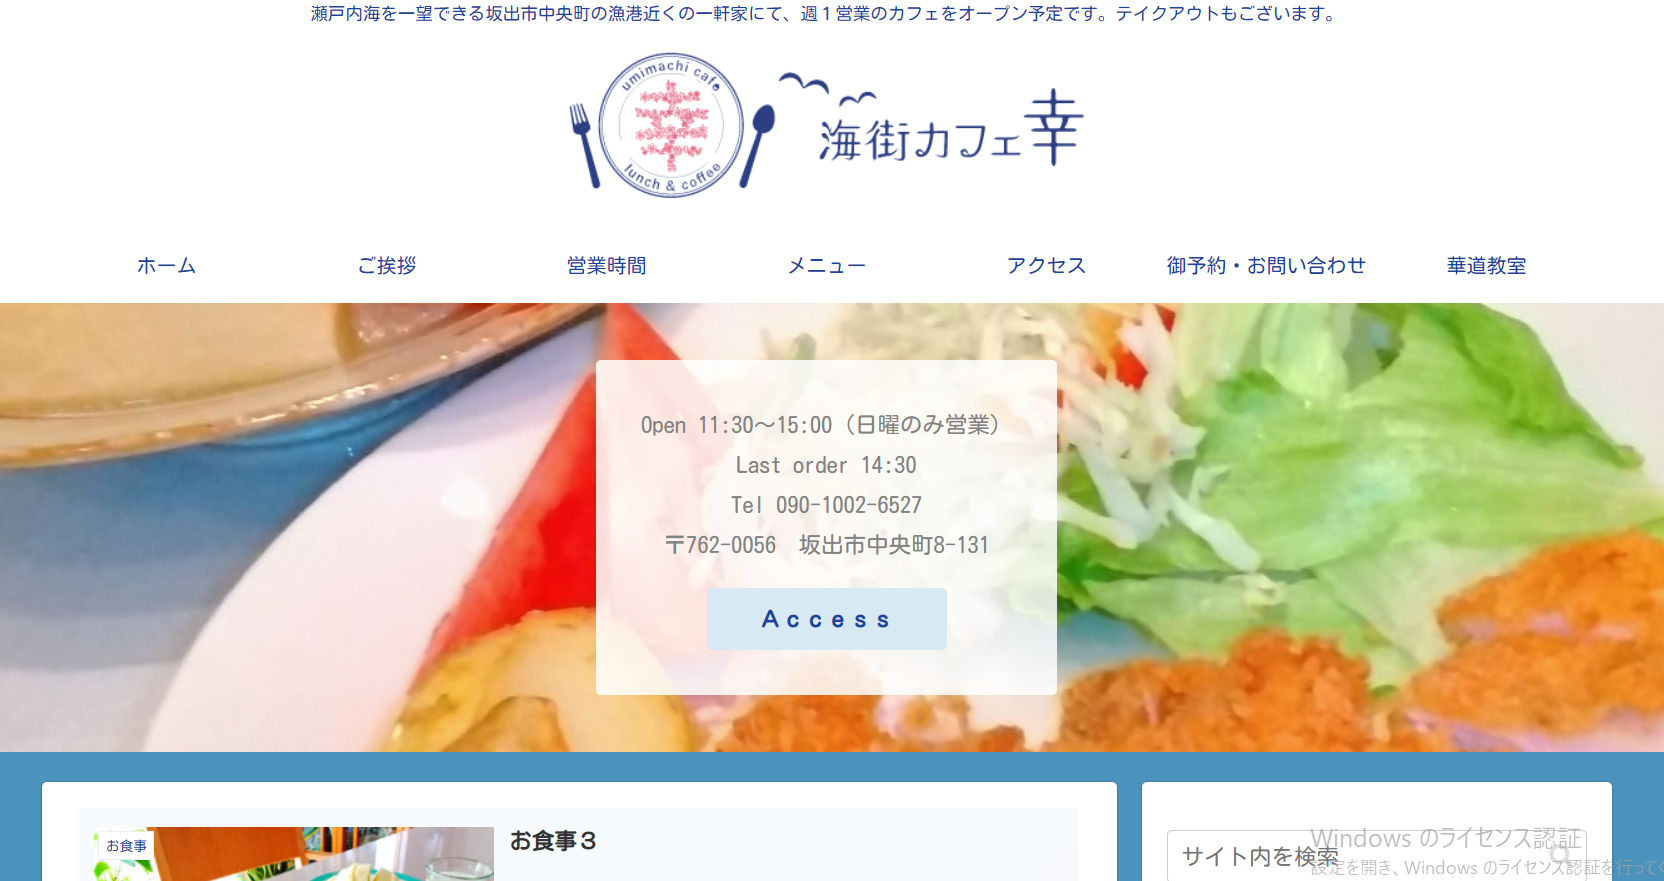 瀬戸内海を一望できる坂出市中央町の漁港近くの一軒家にて、週１営業のカフェをオープン予定です。テイクアウトもございます。
umimachi cafe
幸
lunch & coffee
海街カフェ幸
ホーム
ご挨拶
営業時間
メニュー
アクセス
御予約・お問い合わせ
華道教室
Open 11:30～15:00（日曜のみ営業）
Last order 14:30
Tel 090-1002-6527
〒762-0056　坂出市中央町8-131
Access
お食事
お食事３
サイト内を検索
Windows のライセンス認証
設定を開き、Windows のライセンス認証を行ってく